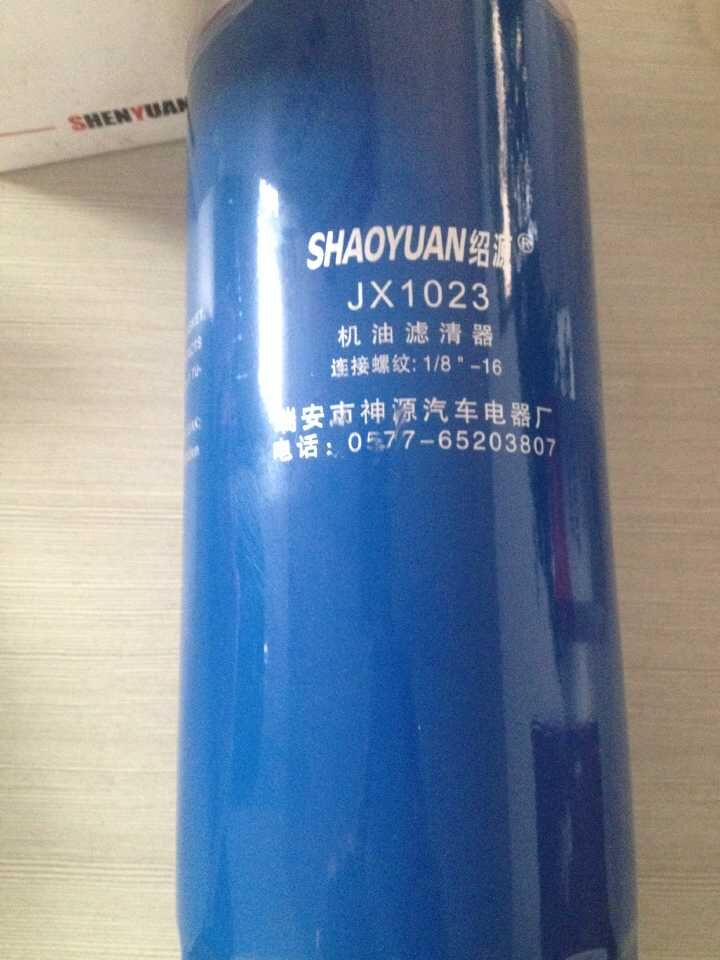 SHENYUAN
SHAOYUAN绍源®
JX1023
机油滤清器
连接螺纹:1/8"-16
瑞安市神源汽车电器厂
电话:0577-65203807